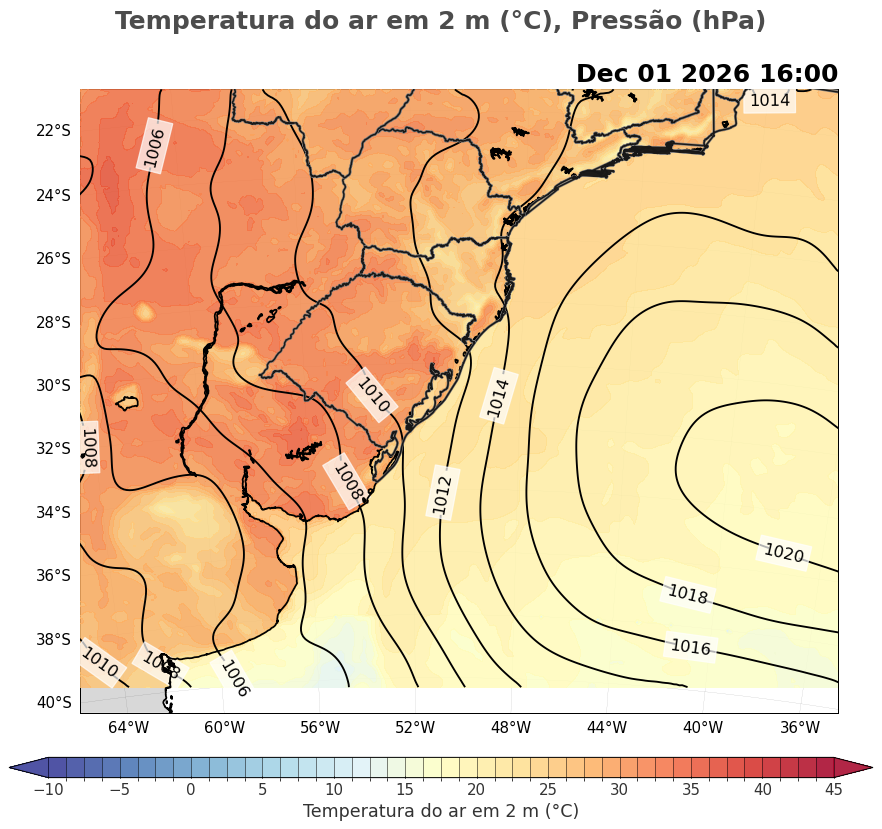 Temperatura do ar em 2 m (°C), Pressão (hPa)
Dec 01 2026 16:00
1014
22°S
1006
24°S
26°S
28°S
30°S
1010
1014
32°S
1008
1008
1012
34°S
1020
36°S
1018
38°S
1016
1010
1006
40°S
64°W 60°W 56°W 52°W 48°W 44°W 40°W 36°W
−10 −5 0 5 10 15 20 25 30 35 40 45
Temperatura do ar em 2 m (°C)